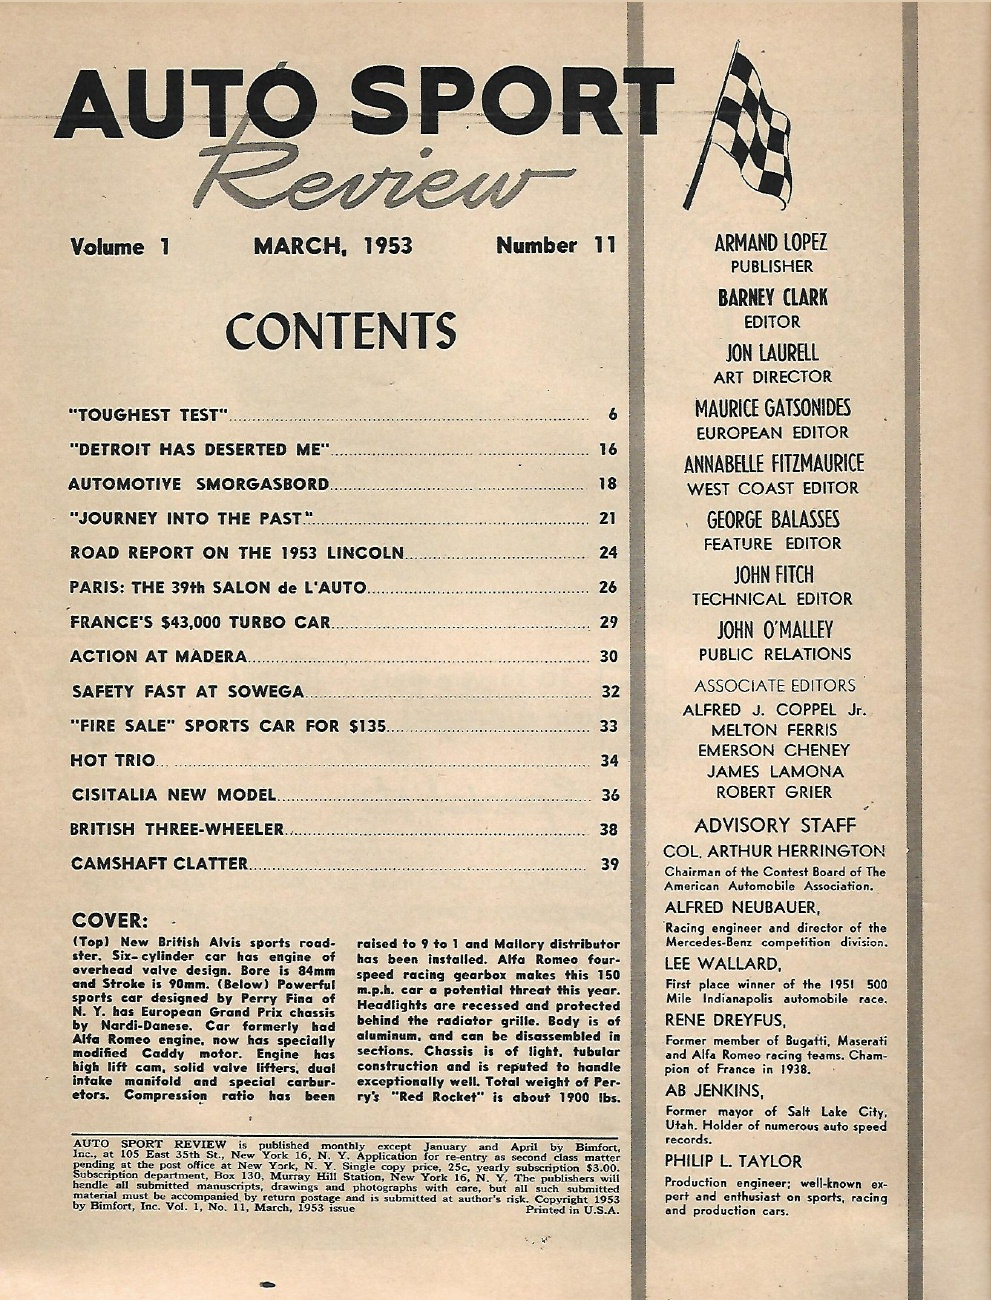 AUTO SPORT
Review
Volume 1 MARCH, 1953 Number 11
CONTENTS
"TOUGHEST TEST" 6
"DETROIT HAS DESERTED ME" 16
AUTOMOTIVE SMORGASBORD 18
"JOURNEY INTO THE PAST" 21
ROAD REPORT ON THE 1953 LINCOLN 24
PARIS: THE 39th SALON de L'AUTO 26
FRANCE'S $43,000 TURBO CAR 29
ACTION AT MADERA 30
SAFETY FAST AT SOWEGA 32
"FIRE SALE" SPORTS CAR FOR $135 33
HOT TRIO 34
CISITALIA NEW MODEL 36
BRITISH THREE-WHEELER 38
CAMSHAFT CLATTER 39
COVER:
(Top) New British Alvis sports road-
ster. Six-cylinder car has engine of
overhead valve design. Bore is 84mm
and Stroke is 90mm. (Below) Powerful
sports car designed by Perry Fina of
N. Y. has European Grand Prix chassis
by Nardi-Danese. Car formerly had
Alfa Romeo engine, now has specially
modified Caddy motor. Engine has
high lift cam, solid valve lifters, dual
intake manifold and special carbur-
etors. Compression ratio has been
raised to 9 to 1 and Mallory distributor
has been installed. Alfa Romeo four-
speed racing gearbox makes this 150
m.p.h. car a potential threat this year.
Headlights are recessed and protected
behind the radiator grille. Body is of
aluminum, and can be disassembled in
sections. Chassis is of light, tubular
construction and is reputed to handle
exceptionally well. Total weight of Per-
ry's "Red Rocket" is about 1900 lbs.
AUTO SPORT REVIEW is published monthly except January and April by Bimfort,
Inc., at 105 East 35th St., New York 16, N. Y. Application for re-entry as second class matter
pending at the post office at New York, N. Y. Single copy price, 25c, yearly subscription $3.00.
Subscription department, Box 130, Murray Hill Station, New York 16, N. Y. The publishers will
handle all submitted manuscripts, drawings and photographs with care, but all such submitted
material must be accompanied by return postage and is submitted at author's risk. Copyright 1953
by Bimfort, Inc. Vol. 1, No. 11, March, 1953 issue Printed in U.S.A.
ARMAND LOPEZ
PUBLISHER
BARNEY CLARK
EDITOR
JON LAURELL
ART DIRECTOR
MAURICE GATSONIDES
EUROPEAN EDITOR
ANNABELLE FITZMAURICE
WEST COAST EDITOR
GEORGE BALASSES
FEATURE EDITOR
JOHN FITCH
TECHNICAL EDITOR
JOHN O'MALLEY
PUBLIC RELATIONS
ASSOCIATE EDITORS
ALFRED J. COPPEL Jr.
MELTON FERRIS
EMERSON CHENEY
JAMES LAMONA
ROBERT GRIER
ADVISORY STAFF
COL. ARTHUR HERRINGTON
Chairman of the Contest Board of The
American Automobile Association.
ALFRED NEUBAUER,
Racing engineer and director of the
Mercedes-Benz competition division.
LEE WALLARD,
First place winner of the 1951 500
Mile Indianapolis automobile race.
RENE DREYFUS,
Former member of Bugatti, Maserati
and Alfa Romeo racing teams. Cham-
pion of France in 1938.
AB JENKINS,
Former mayor of Salt Lake City,
Utah. Holder of numerous auto speed
records.
PHILIP L. TAYLOR
Production engineer; well-known ex-
pert and enthusiast on sports, racing
and production cars.